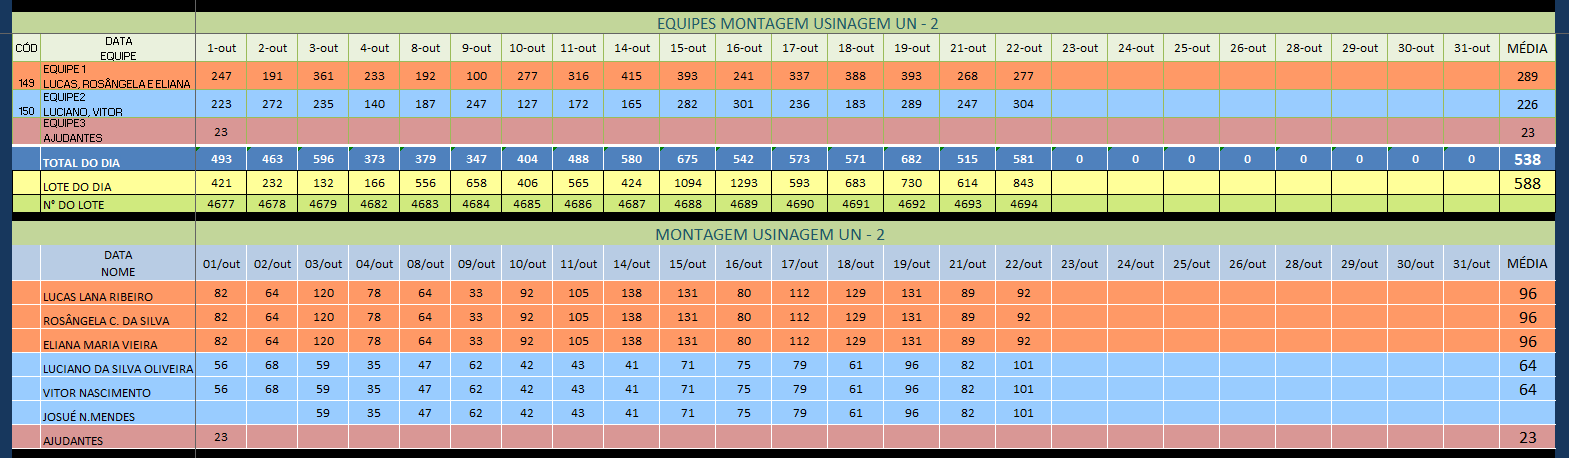 EQUIPES MONTAGEM USINAGEM UN - 2
CÓD DATA EQUIPE 1-out 2-out 3-out 4-out 8-out 9-out 10-out 11-out 14-out 15-out 16-out 17-out 18-out 19-out 21-out 22-out 23-out 24-out 25-out 26-out 28-out 29-out 30-out 31-out MÉDIA
149 EQUIPE 1 LUCAS, ROSÂNGELA E ELIANA 247 191 361 233 192 100 277 316 415 393 241 337 388 393 268 277 289
150 EQUIPE2 LUCIANO, VITOR 223 272 235 140 187 247 127 172 165 282 301 236 183 289 247 304 226
EQUIPE3 AJUDANTES 23 23
TOTAL DO DIA 493 463 596 373 379 347 404 488 580 675 542 573 571 682 515 581 0 0 0 0 0 0 0 0 538
LOTE DO DIA 421 232 132 166 556 658 406 565 424 1094 1293 593 683 730 614 843 588
N° DO LOTE 4677 4678 4679 4682 4683 4684 4685 4686 4687 4688 4689 4690 4691 4692 4693 4694
MONTAGEM USINAGEM UN - 2
DATA NOME 01/out 02/out 03/out 04/out 08/out 09/out 10/out 11/out 14/out 15/out 16/out 17/out 18/out 19/out 21/out 22/out 23/out 24/out 25/out 26/out 28/out 29/out 30/out 31/out MÉDIA
LUCAS LANA RIBEIRO 82 64 120 78 64 33 92 105 138 131 80 112 129 131 89 92 96
ROSÂNGELA C. DA SILVA 82 64 120 78 64 33 92 105 138 131 80 112 129 131 89 92 96
ELIANA MARIA VIEIRA 82 64 120 78 64 33 92 105 138 131 80 112 129 131 89 92 96
LUCIANO DA SILVA OLIVEIRA 56 68 59 35 47 62 42 43 41 71 75 79 61 96 82 101 64
VITOR NASCIMENTO 56 68 59 35 47 62 42 43 41 71 75 79 61 96 82 101 64
JOSUÉ N.MENDES 59 35 47 62 42 43 41 71 75 79 61 96 82 101
AJUDANTES 23 23